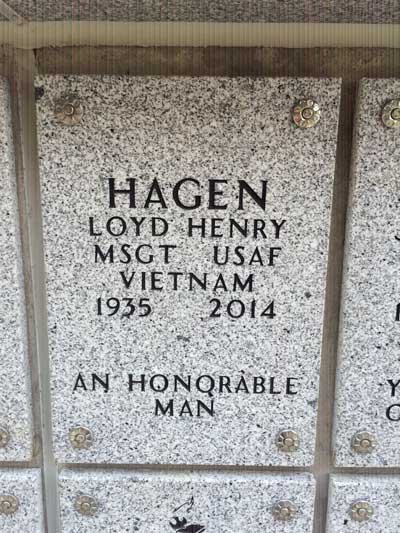 HAGEN
LOYD HENRY
MSGT USAF
VIETNAM
1935 2014
AN HONORABLE
MAN